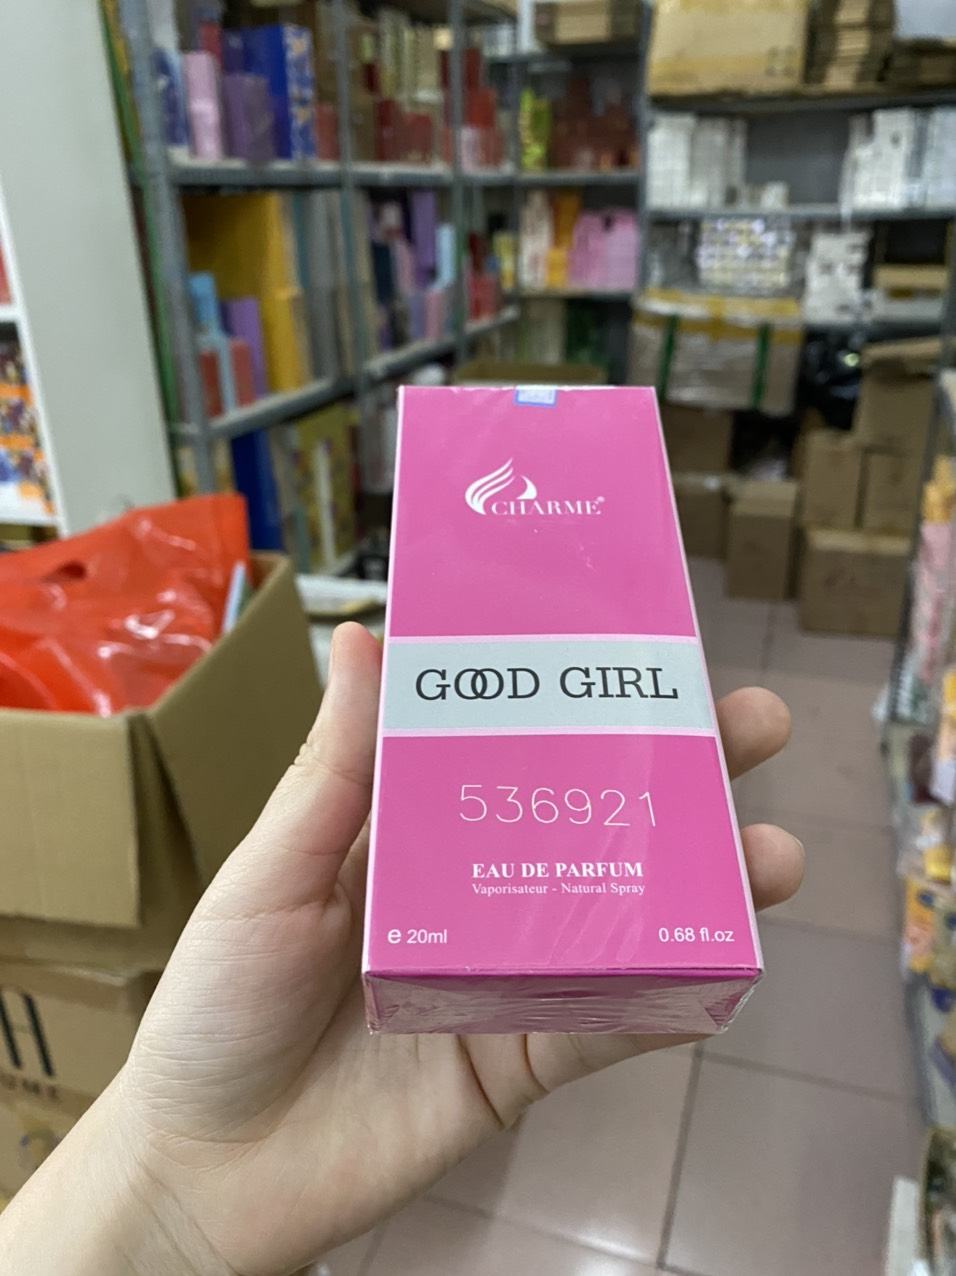 CHARME®
GOOD GIRL
536921
EAU DE PARFUM
Vaporisateur - Natural Spray
e 20ml 0.68 fl.oz